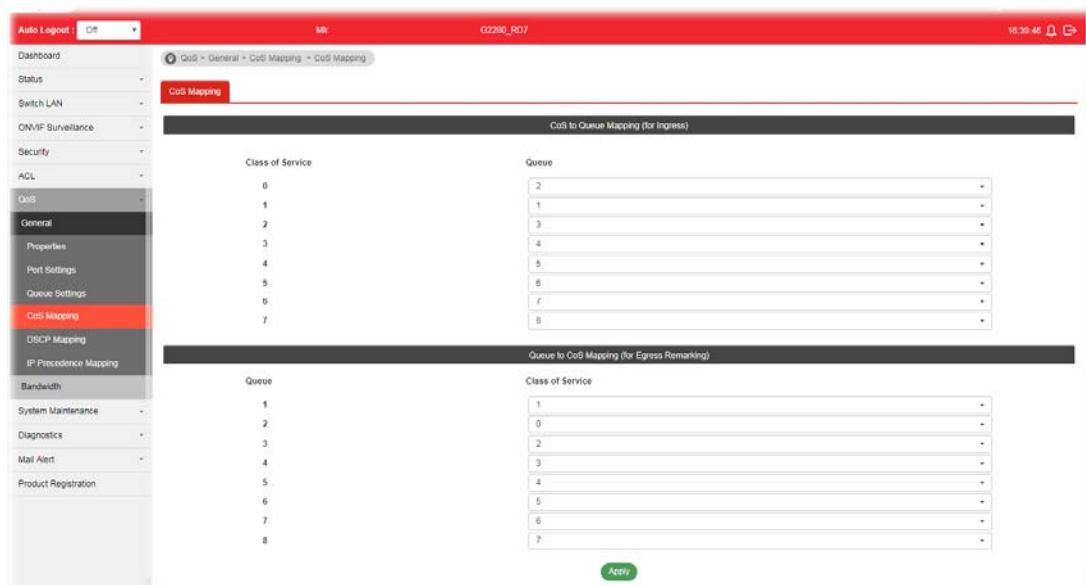 Auto Logout : Off G2280_RD7 16:39:46
Dashboard
QoS > General > CoS Mapping > CoS Mapping
Status
CoS Mapping
Switch LAN
ONVIF Surveillance
CoS to Queue Mapping (for Ingress)
Security
Class of Service Queue
ACL
0 2
QoS
1 1
General
2 3
Properties
3 4
Port Settings
4 5
Queue Settings
5 6
6 7
CoS Mapping
7 8
DSCP Mapping
IP Precedence Mapping
Queue to CoS Mapping (for Egress Remarking)
Bandwidth
Queue Class of Service
System Maintenance
1 1
2 0
Diagnostics
3 2
Mail Alert
4 3
Product Registration
5 4
6 5
7 6
8 7
Apply